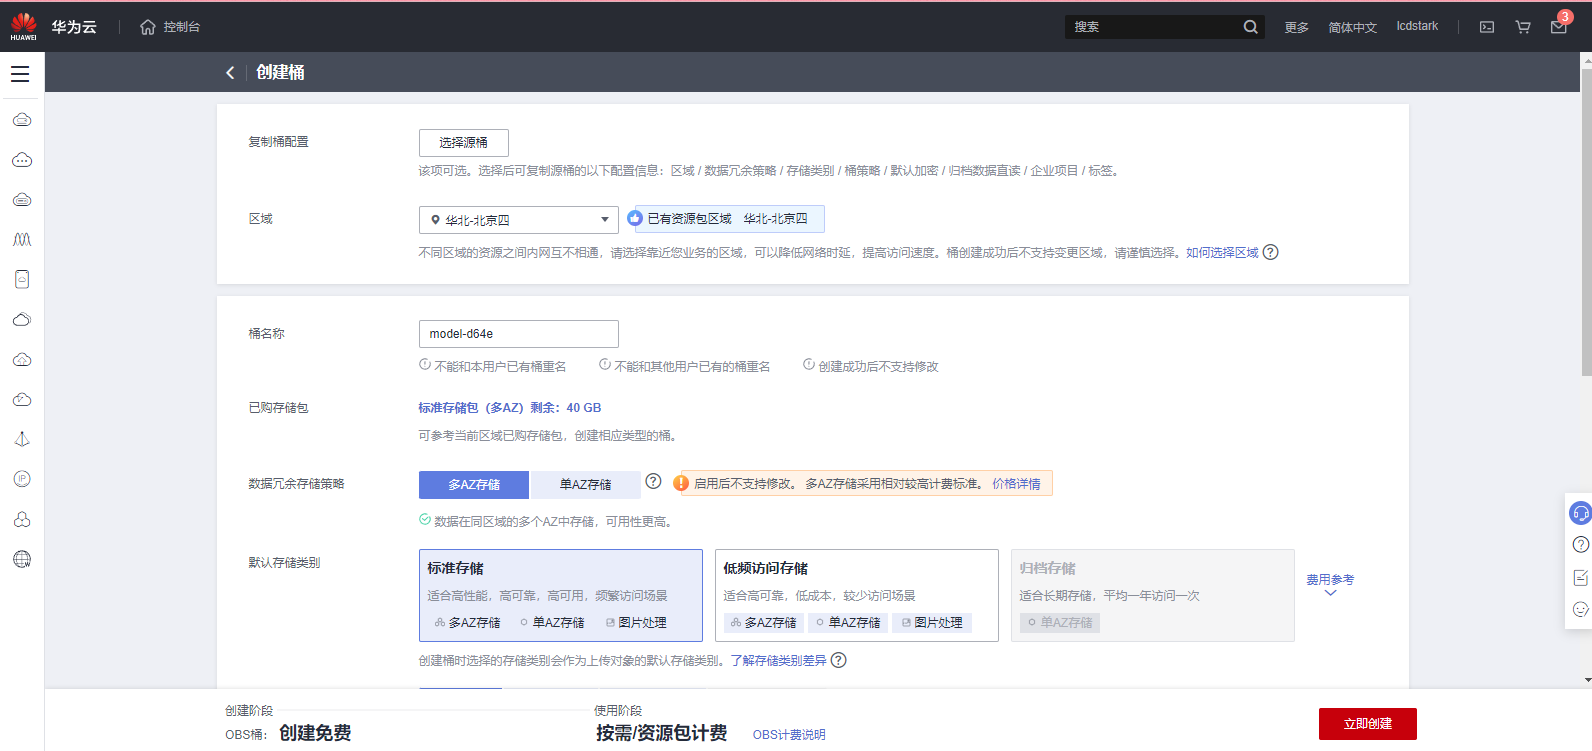 HUAWEI
华为云
控制台
搜索
更多
简体中文
lcdstark
3
创建桶
复制桶配置
选择源桶
该项可选。选择后可复制源桶的以下配置信息：区域 / 数据冗余策略 / 存储类别 / 桶策略 / 默认加密 / 归档数据直读 / 企业项目 / 标签。
区域
华北-北京四
已有资源包区域 华北-北京四
不同区域的资源之间内网互不相通，请选择靠近您业务的区域，可以降低网络时延，提高访问速度。桶创建成功后不支持变更区域，请谨慎选择。如何选择区域
桶名称
model-d64e
不能和本用户已有桶重名
不能和其他用户已有的桶重名
创建成功后不支持修改
已购存储包
标准存储包（多AZ）剩余：40 GB
可参考当前区域已购存储包，创建相应类型的桶。
数据冗余存储策略
多AZ存储
单AZ存储
启用后不支持修改。 多AZ存储采用相对较高计费标准。 价格详情
数据在同区域的多个AZ中存储，可用性更高。
默认存储类别
标准存储
适合高性能，高可靠，高可用，频繁访问场景
多AZ存储 单AZ存储 图片处理
低频访问存储
适合高可靠，低成本，较少访问场景
多AZ存储 单AZ存储 图片处理
归档存储
适合长期存储，平均一年访问一次
单AZ存储
费用参考
创建桶时选择的存储类别会作为上传对象的默认存储类别。了解存储类别差异
IP
创建阶段
OBS桶： 创建免费
使用阶段
按需/资源包计费 OBS计费说明
立即创建